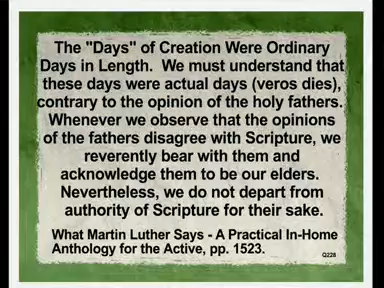 The "Days" of Creation Were Ordinary
Days in Length. We must understand that
these days were actual days (veros dies),
contrary to the opinion of the holy fathers.
Whenever we observe that the opinions
of the fathers disagree with Scripture, we
reverently bear with them and
acknowledge them to be our elders.
Nevertheless, we do not depart from
authority of Scripture for their sake.
What Martin Luther Says - A Practical In-Home
Anthology for the Active, pp. 1523.
Q228